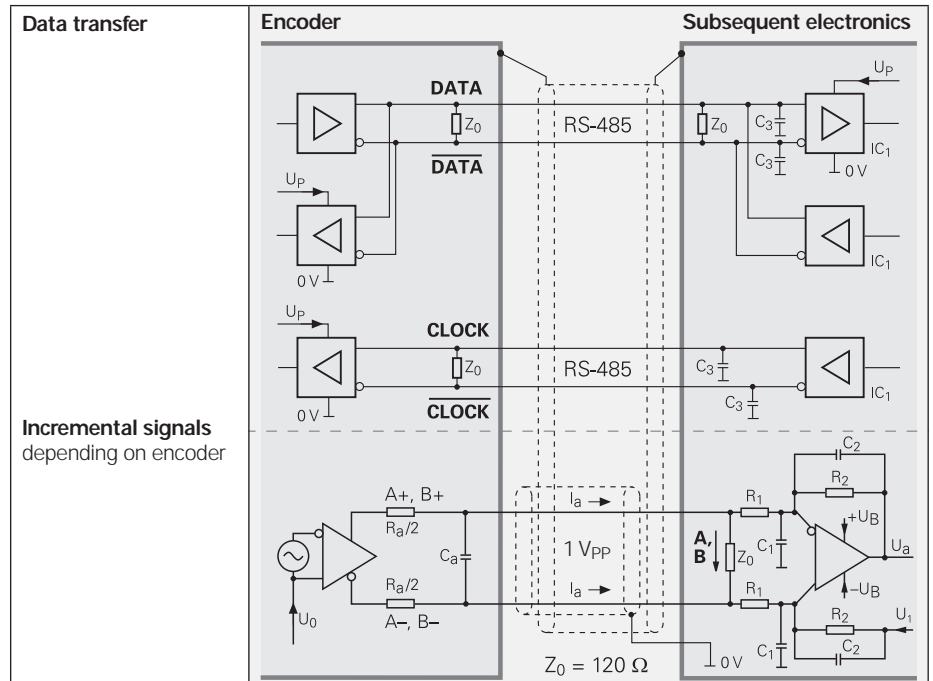 Data transfer
Encoder
Subsequent electronics
DATA
Z0
RS-485
Z0
C3
UP
IC1
DATA
C3
0 V
UP
0 V
IC1
UP
CLOCK
Z0
RS-485
C3
0 V
CLOCK
C3
IC1
Incremental signals
depending on encoder
C2
R2
A+, B+
Ra/2
Ia
R1
+UB
Ua
Ca
1 VPP
A,
B
Z0
C1
Ra/2
Ia
R1
–UB
U0
A–, B–
R2
U1
C1
C2
Z0 = 120 Ω
0 V